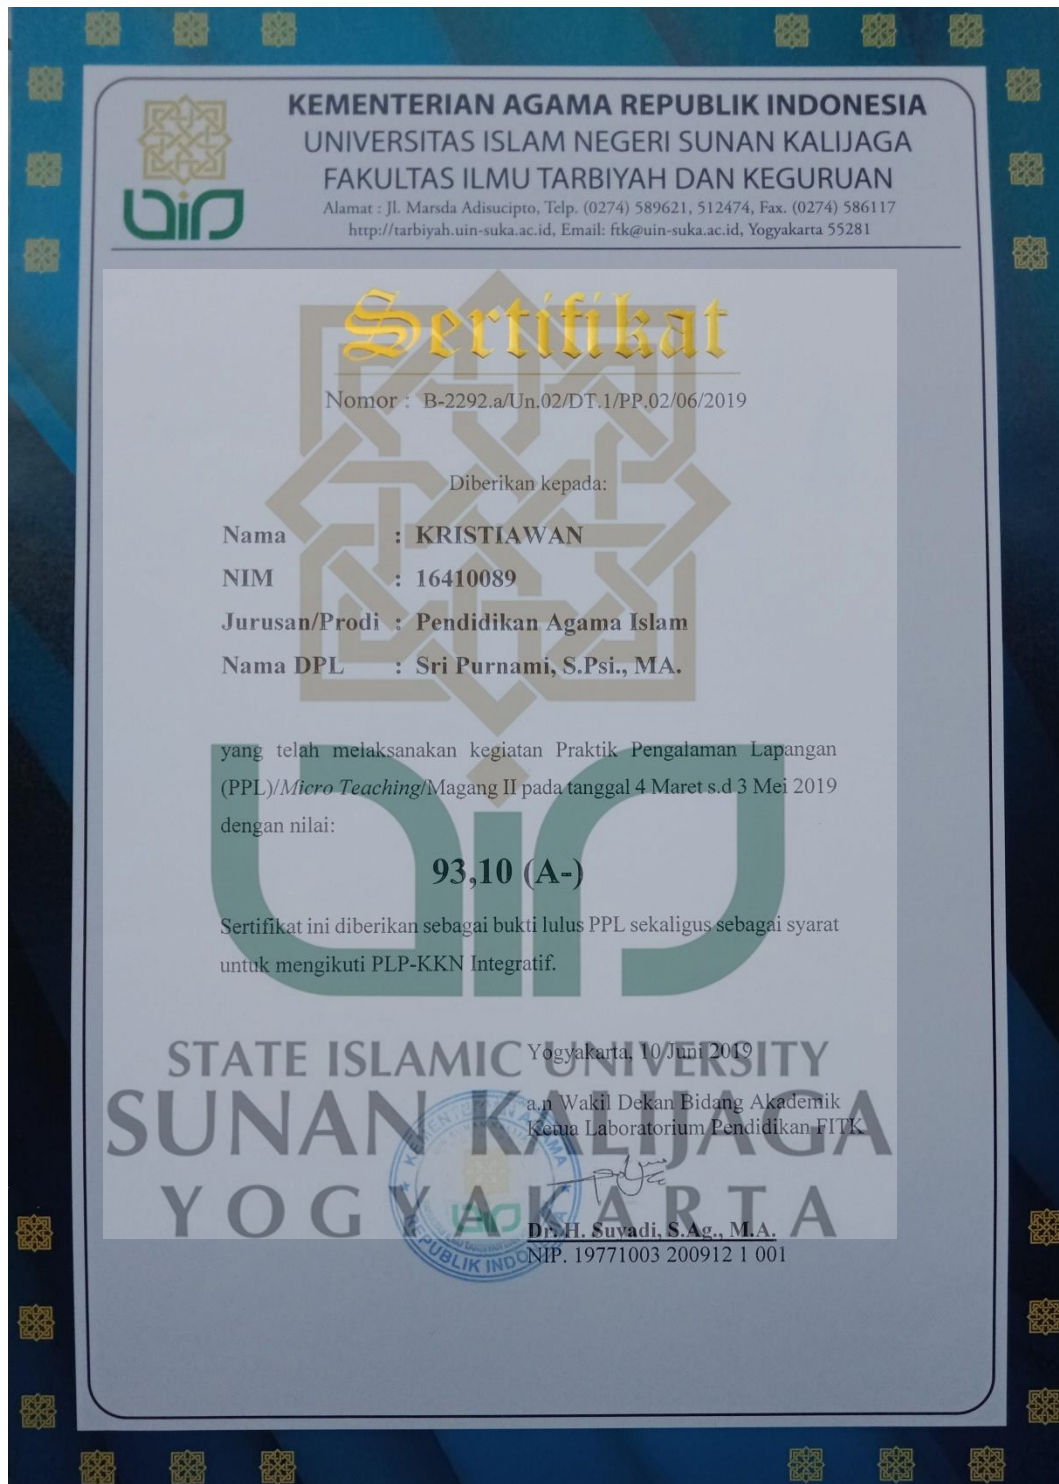 KEMENTERIAN AGAMA REPUBLIK INDONESIA
UNIVERSITAS ISLAM NEGERI SUNAN KALIJAGA
FAKULTAS ILMU TARBIYAH DAN KEGURUAN
Alamat : Jl. Marsda Adisucipto, Telp. (0274) 589621, 512474, Fax. (0274) 586117
http://tarbiyah.uin-suka.ac.id, Email: ftk@uin-suka.ac.id, Yogyakarta 55281
uin
Sertifikat
Nomor : B-2292.a/Un.02/DT.1/PP.02/06/2019
Diberikan kepada:
Nama : KRISTIAWAN
NIM : 16410089
Jurusan/Prodi : Pendidikan Agama Islam
Nama DPL : Sri Purnami, S.Psi., MA.
yang telah melaksanakan kegiatan Praktik Pengalaman Lapangan
(PPL)/Micro Teaching/Magang II pada tanggal 4 Maret s.d 3 Mei 2019
dengan nilai:
93,10 (A-)
Sertifikat ini diberikan sebagai bukti lulus PPL sekaligus sebagai syarat
untuk mengikuti PLP-KKN Integratif.
Yogyakarta, 10 Juni 2019
a.n Wakil Dekan Bidang Akademik
Ketua Laboratorium Pendidikan FITK
Dr. H. Suyadi, S.Ag., M.A.
NIP. 19771003 200912 1 001
KEMENTERIAN AGAMA
REPUBLIK INDONESIA
uin
STATE ISLAMIC UNIVERSITY
SUNAN KALIJAGA
YOGYAKARTA